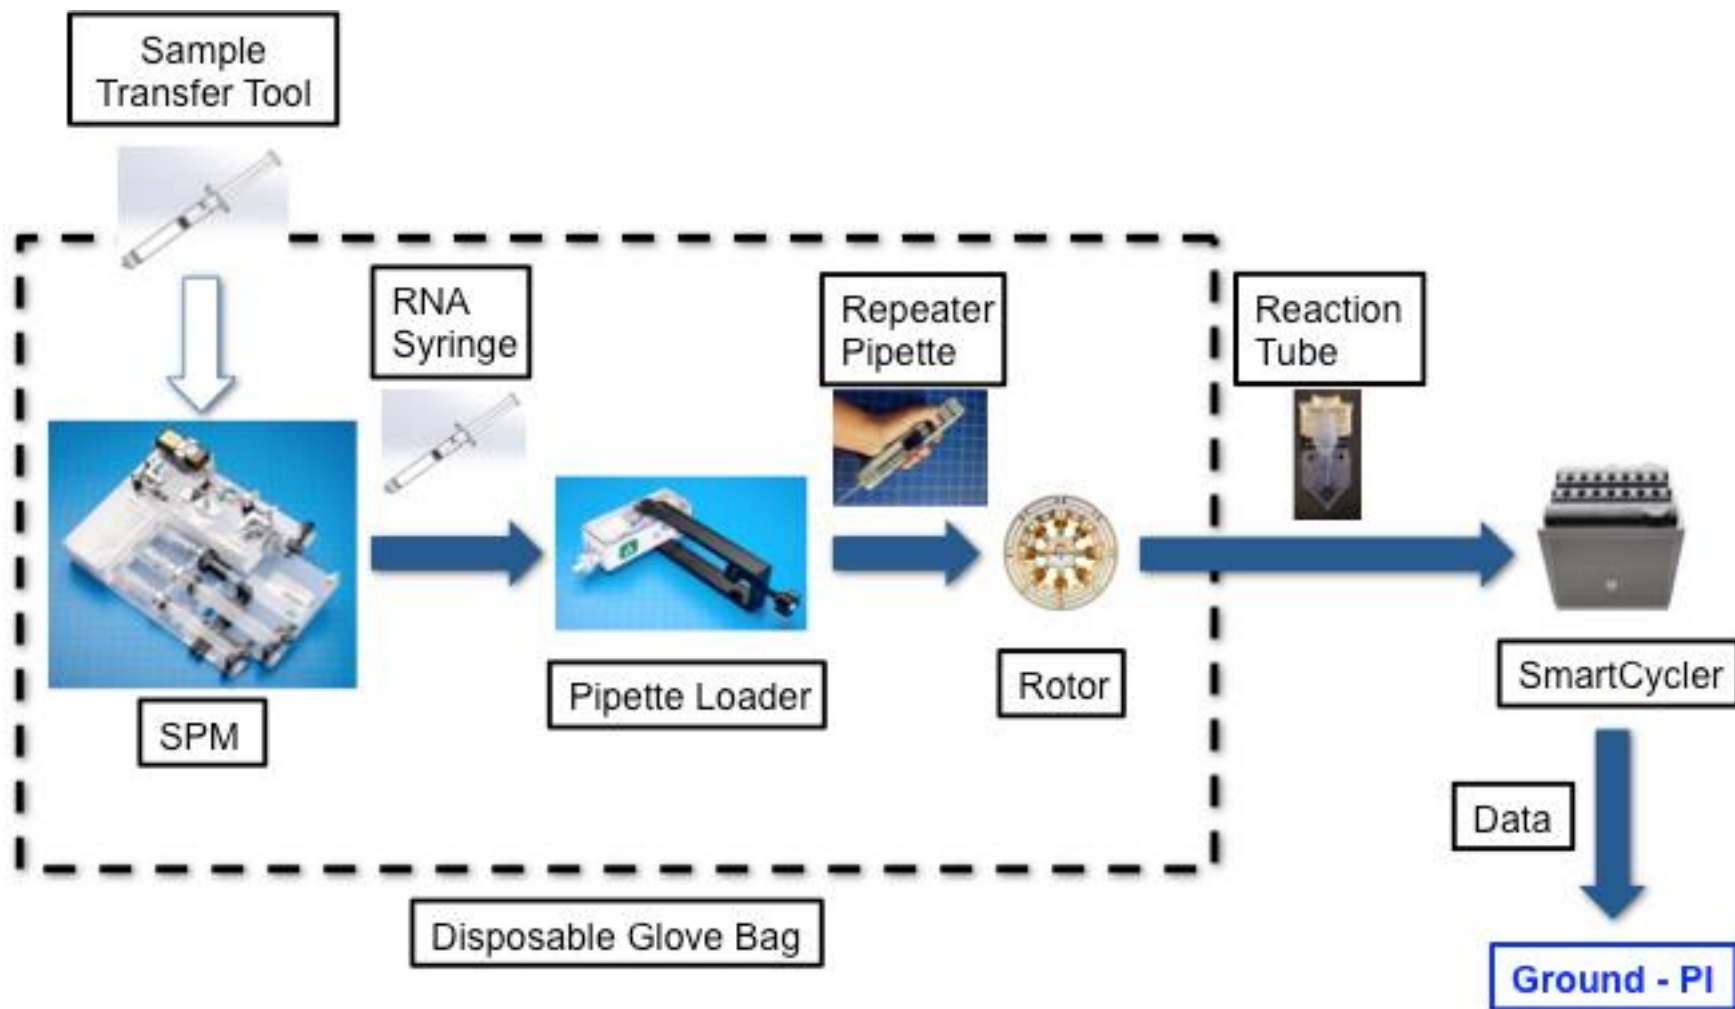 Sample
Transfer Tool
RNA
Syringe
Repeater
Pipette
Reaction
Tube
SPM
Pipette Loader
Rotor
SmartCycler
Data
Disposable Glove Bag
Ground - PI